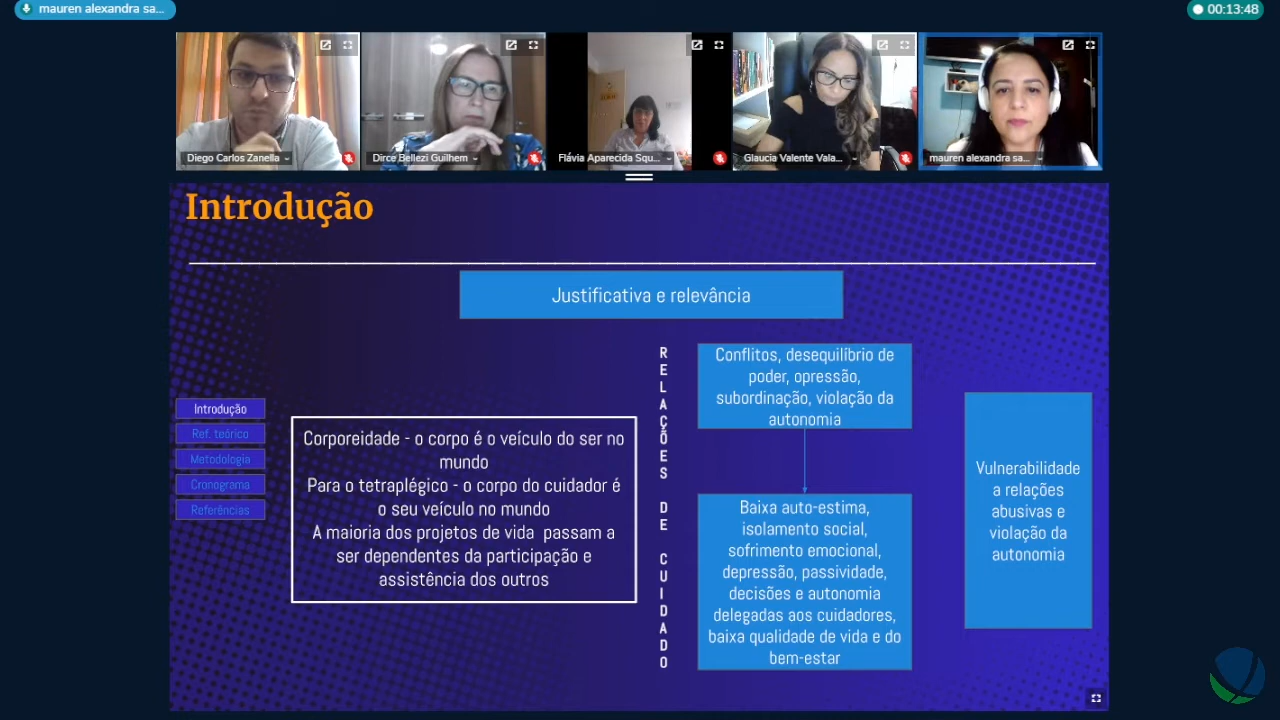 mauren alexandra sa...
00:13:48
Diego Carlos Zanella
Dirce Bellezi Guilhem
Flávia Aparecida Squ...
Glaucia Valente Vala...
mauren alexandra sa...
Introdução
Justificativa e relevância
Introdução
Ref. teórico
Metodologia
Cronograma
Referências
Corporeidade - o corpo é o veículo do ser no
mundo
Para o tetraplégico - o corpo do cuidador é
o seu veículo no mundo
A maioria dos projetos de vida passam a
ser dependentes da participação e
assistência dos outros
RELAÇÕES DE CUIDADO
Conflitos, desequilíbrio de
poder, opressão,
subordinação, violação da
autonomia
Baixa auto-estima,
isolamento social,
sofrimento emocional,
depressão, passividade,
decisões e autonomia
delegadas aos cuidadores,
baixa qualidade de vida e do
bem-estar
Vulnerabilidade
a relações
abusivas e
violação da
autonomia